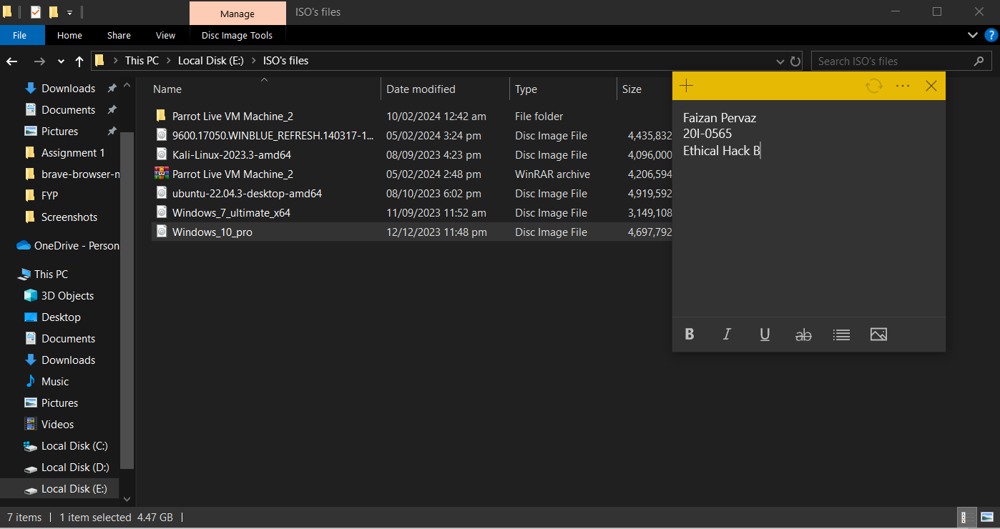 Manage
ISO's files
File
Home
Share
View
Disc Image Tools
?
This PC
Local Disk (E:)
ISO's files
Search ISO's files
Downloads
Documents
Pictures
Assignment 1
brave-browser-n
FYP
Screenshots
OneDrive - Person
This PC
3D Objects
Desktop
Documents
Downloads
Music
Pictures
Videos
Local Disk (C:)
Local Disk (D:)
Local Disk (E:)
Name Date modified Type Size
Parrot Live VM Machine_2 10/02/2024 12:42 am File folder
9600.17050.WINBLUE_REFRESH.140317-1... 05/02/2024 3:24 pm Disc Image File 4,435,832
Kali-Linux-2023.3-amd64 08/09/2023 4:23 pm Disc Image File 4,096,000
Parrot Live VM Machine_2 05/02/2024 2:48 pm WinRAR archive 4,206,594
ubuntu-22.04.3-desktop-amd64 08/10/2023 6:02 pm Disc Image File 4,919,592
Windows_7_ultimate_x64 11/09/2023 11:52 am Disc Image File 3,149,108
Windows_10_pro 12/12/2023 11:48 pm Disc Image File 4,697,792
Faizan Pervaz
20I-0565
Ethical Hack B
B I U ab
7 items 1 item selected 4.47 GB